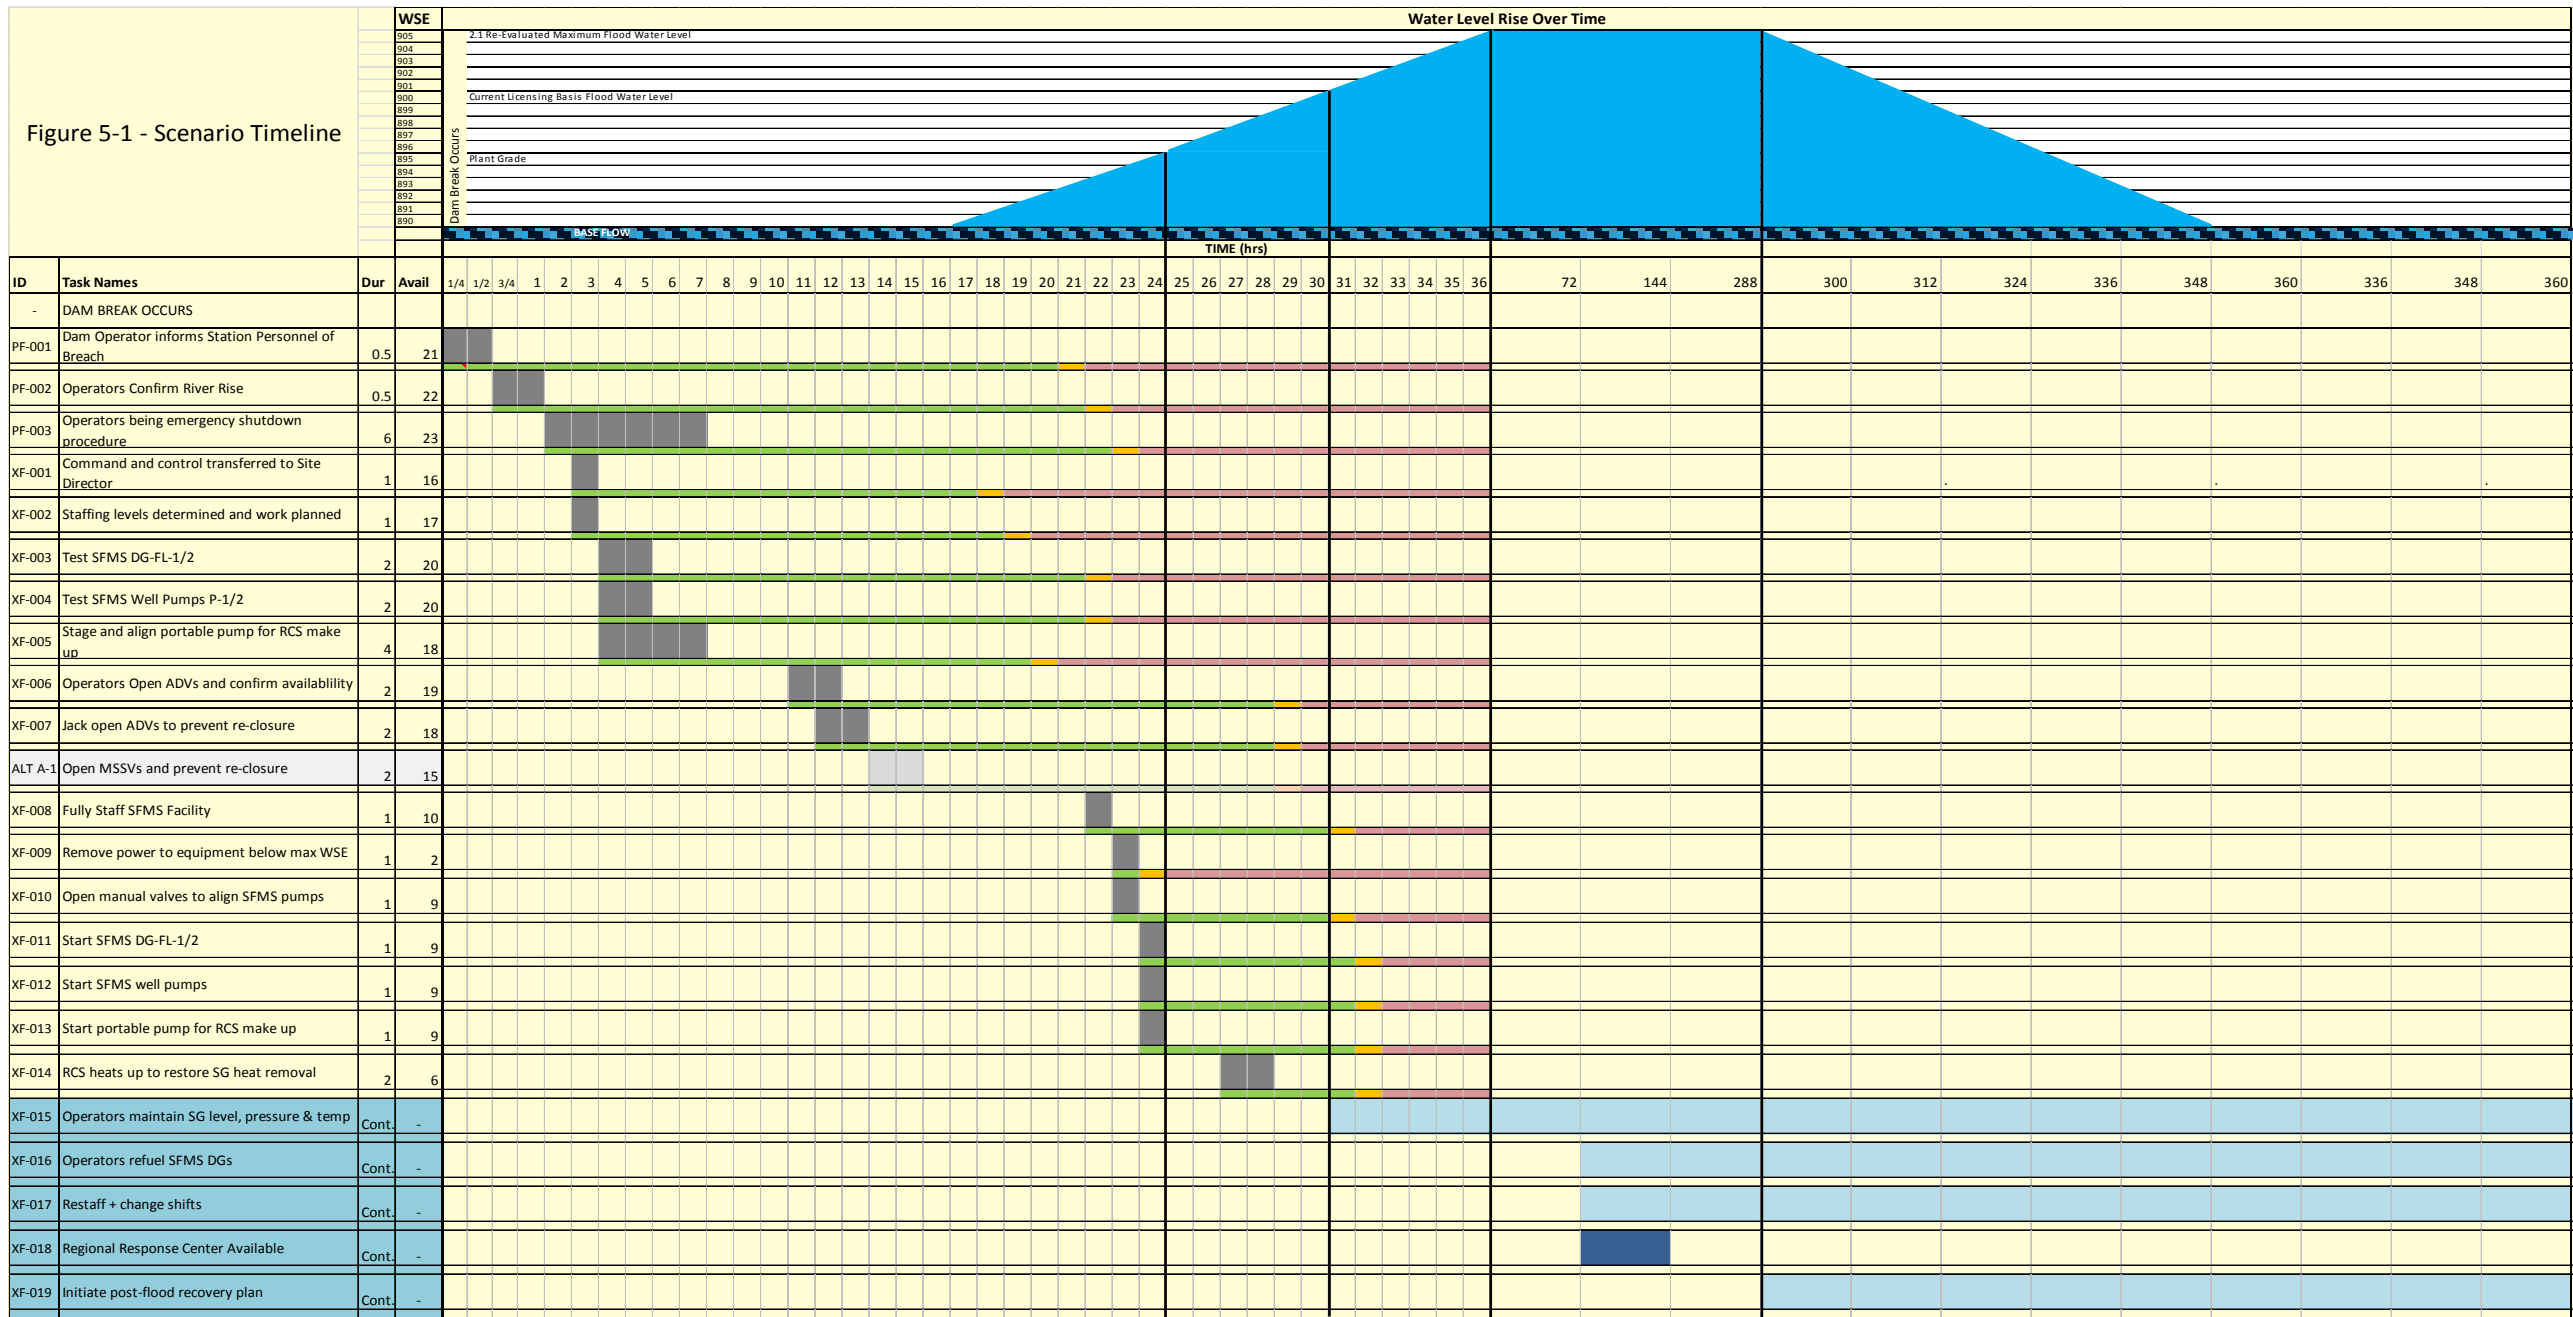 WSE Water Level Rise Over Time
Figure 5-1 - Scenario Timeline
905 2.1 Re-Evaluated Maximum Flood Water Level
904
903
902
901
900 Current Licensing Basis Flood Water Level
899
898
897
896
895 Plant Grade
894
893
892
891
890
Dam Break Occurs
BASE FLOW
TIME (hrs)
ID Task Names Dur Avail 1/4 1/2 3/4 1 2 3 4 5 6 7 8 9 10 11 12 13 14 15 16 17 18 19 20 21 22 23 24 25 26 27 28 29 30 31 32 33 34 35 36 72 144 288 300 312 324 336 348 360 336 348 360
- DAM BREAK OCCURS
PF-001 Dam Operator informs Station Personnel of
Breach 0.5 21
PF-002 Operators Confirm River Rise 0.5 22
PF-003 Operators being emergency shutdown
procedure 6 23
XF-001 Command and control transferred to Site
Director 1 16
XF-002 Staffing levels determined and work planned 1 17
XF-003 Test SFMS DG-FL-1/2 2 20
XF-004 Test SFMS Well Pumps P-1/2 2 20
XF-005 Stage and align portable pump for RCS make
up 4 18
XF-006 Operators Open ADVs and confirm availablility 2 19
XF-007 Jack open ADVs to prevent re-closure 2 18
ALT A-1 Open MSSVs and prevent re-closure 2 15
XF-008 Fully Staff SFMS Facility 1 10
XF-009 Remove power to equipment below max WSE 1 2
XF-010 Open manual valves to align SFMS pumps 1 9
XF-011 Start SFMS DG-FL-1/2 1 9
XF-012 Start SFMS well pumps 1 9
XF-013 Start portable pump for RCS make up 1 9
XF-014 RCS heats up to restore SG heat removal 2 6
XF-015 Operators maintain SG level, pressure & temp Cont. -
XF-016 Operators refuel SFMS DGs Cont. -
XF-017 Restaff + change shifts Cont. -
XF-018 Regional Response Center Available Cont. -
XF-019 Initiate post-flood recovery plan Cont. -